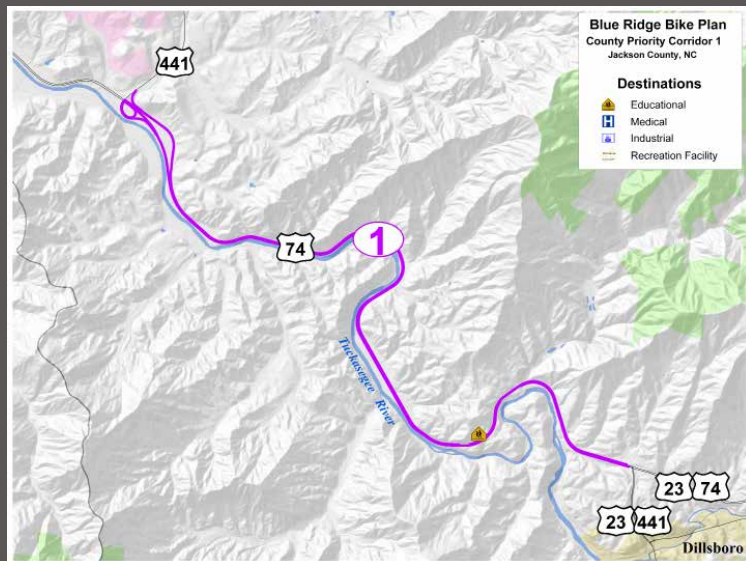 Blue Ridge Bike Plan
County Priority Corridor 1
Jackson County, NC
Destinations
Educational
Medical
H
Industrial
Recreation Facility
441
74
1
Tuckasegee River
23 74
23 441
Dillsboro